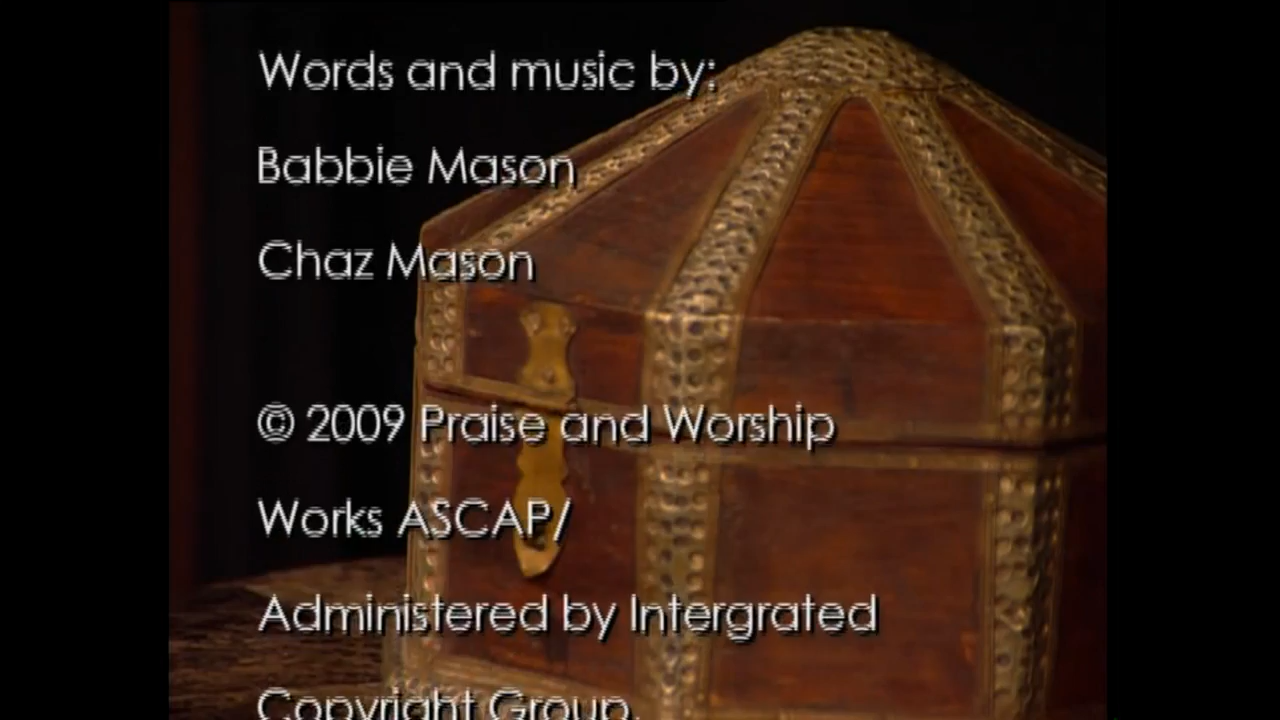 Words and music by:
Babbie Mason
Chaz Mason
© 2009 Praise and Worship
Works ASCAP/
Administered by Intergrated
Copyright Group.